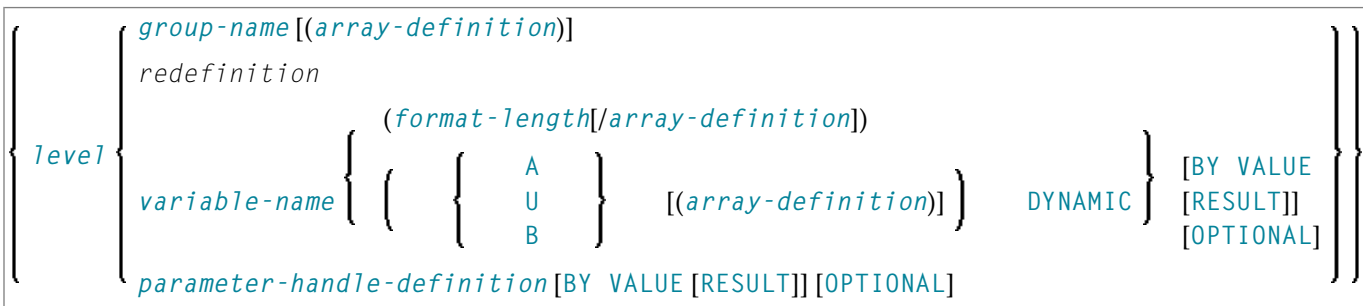 group-name [(array-definition)]
redefinition
(format-length[/array-definition])
level
A
[BY VALUE
variable-name ( U [(array-definition)] ) DYNAMIC [RESULT]]
B
[OPTIONAL]
parameter-handle-definition [BY VALUE [RESULT]] [OPTIONAL]